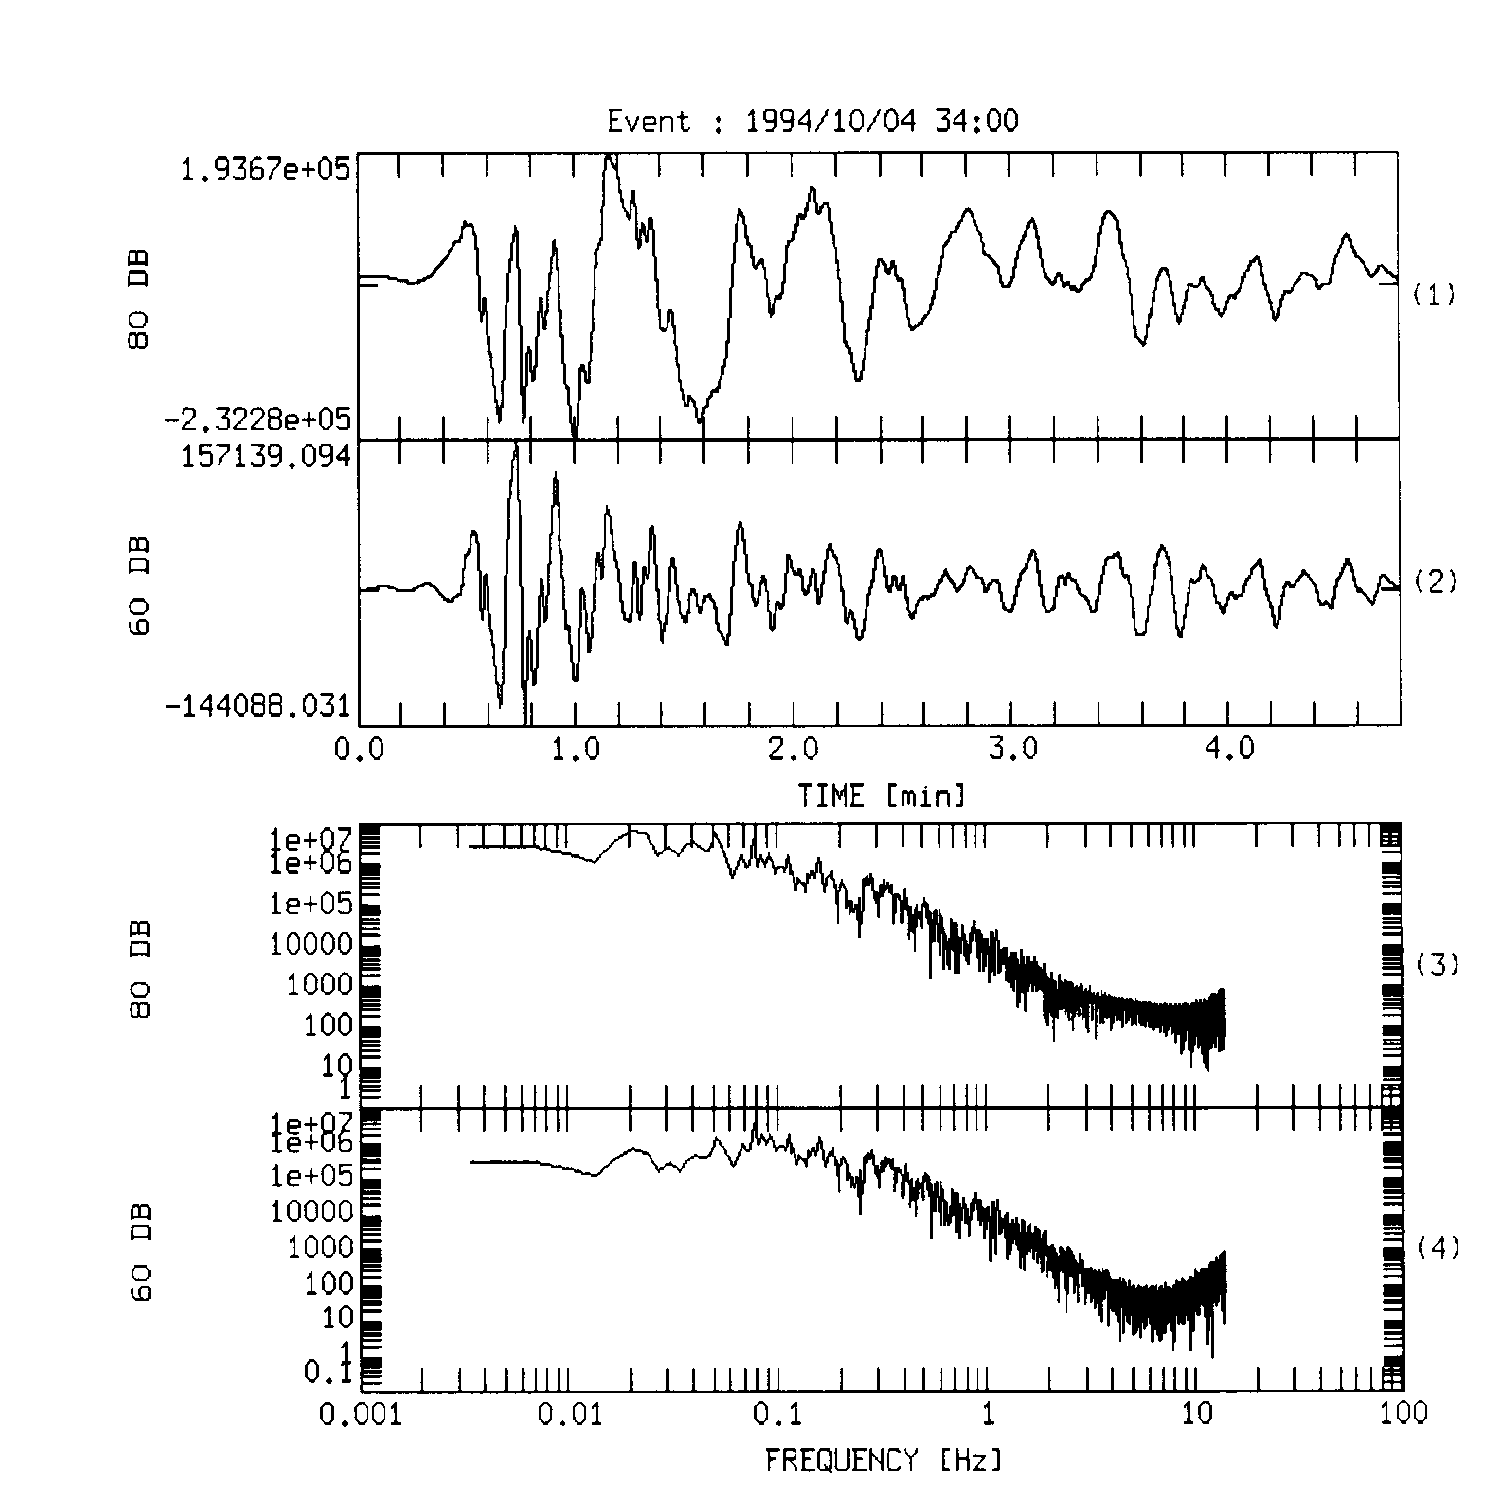 Event : 1994/10/04 34:00
1.9367e+05
80 DB
(1)
-2.3228e+05
157139.094
60 DB
(2)
-144088.031
0.0 1.0 2.0 3.0 4.0
TIME [min]
1e+07
1e+06
1e+05
10000
80 DB
(3)
1000
100
10
1
1e+07
1e+06
1e+05
10000
60 DB
(4)
1000
100
10
1
0.1
0.001 0.01 0.1 1 10 100
FREQUENCY [Hz]